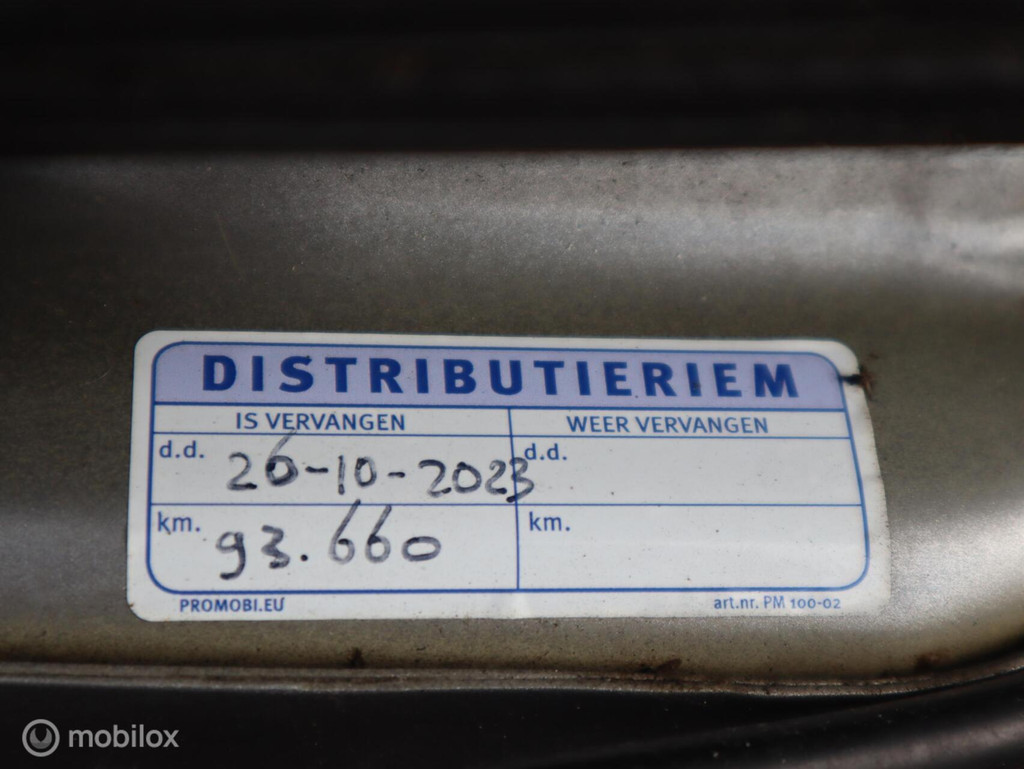 DISTRIBUTIERIEM
IS VERVANGEN WEER VERVANGEN
d.d. 26-10-2023 d.d.
km. 93.660 km.
PROMOBI.EU art.nr. PM 100-02
mobilox